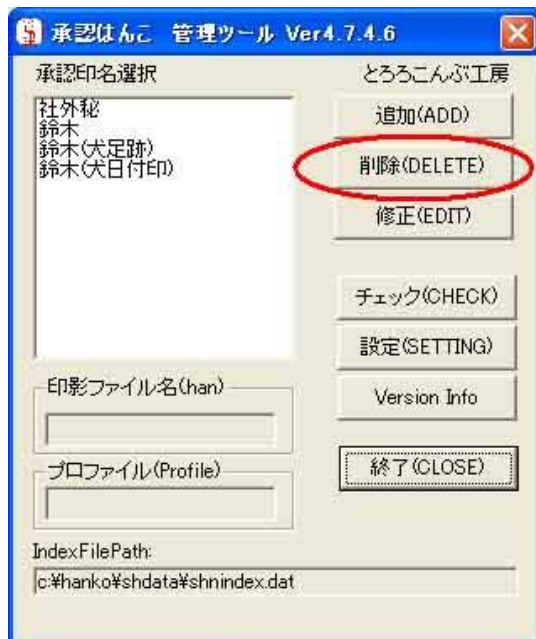 承認はんこ 管理ツール Ver4.7.4.6
承認印名選択
とろろこんぶ工房
社外秘
鈴木
鈴木(犬足跡)
鈴木(犬日付印)
追加(ADD)
削除(DELETE)
修正(EDIT)
チェック(CHECK)
設定(SETTING)
Version Info
終了(CLOSE)
印影ファイル名(han)
プロファイル(Profile)
IndexFilePath:
c:¥hanko¥shdata¥shnindex.dat